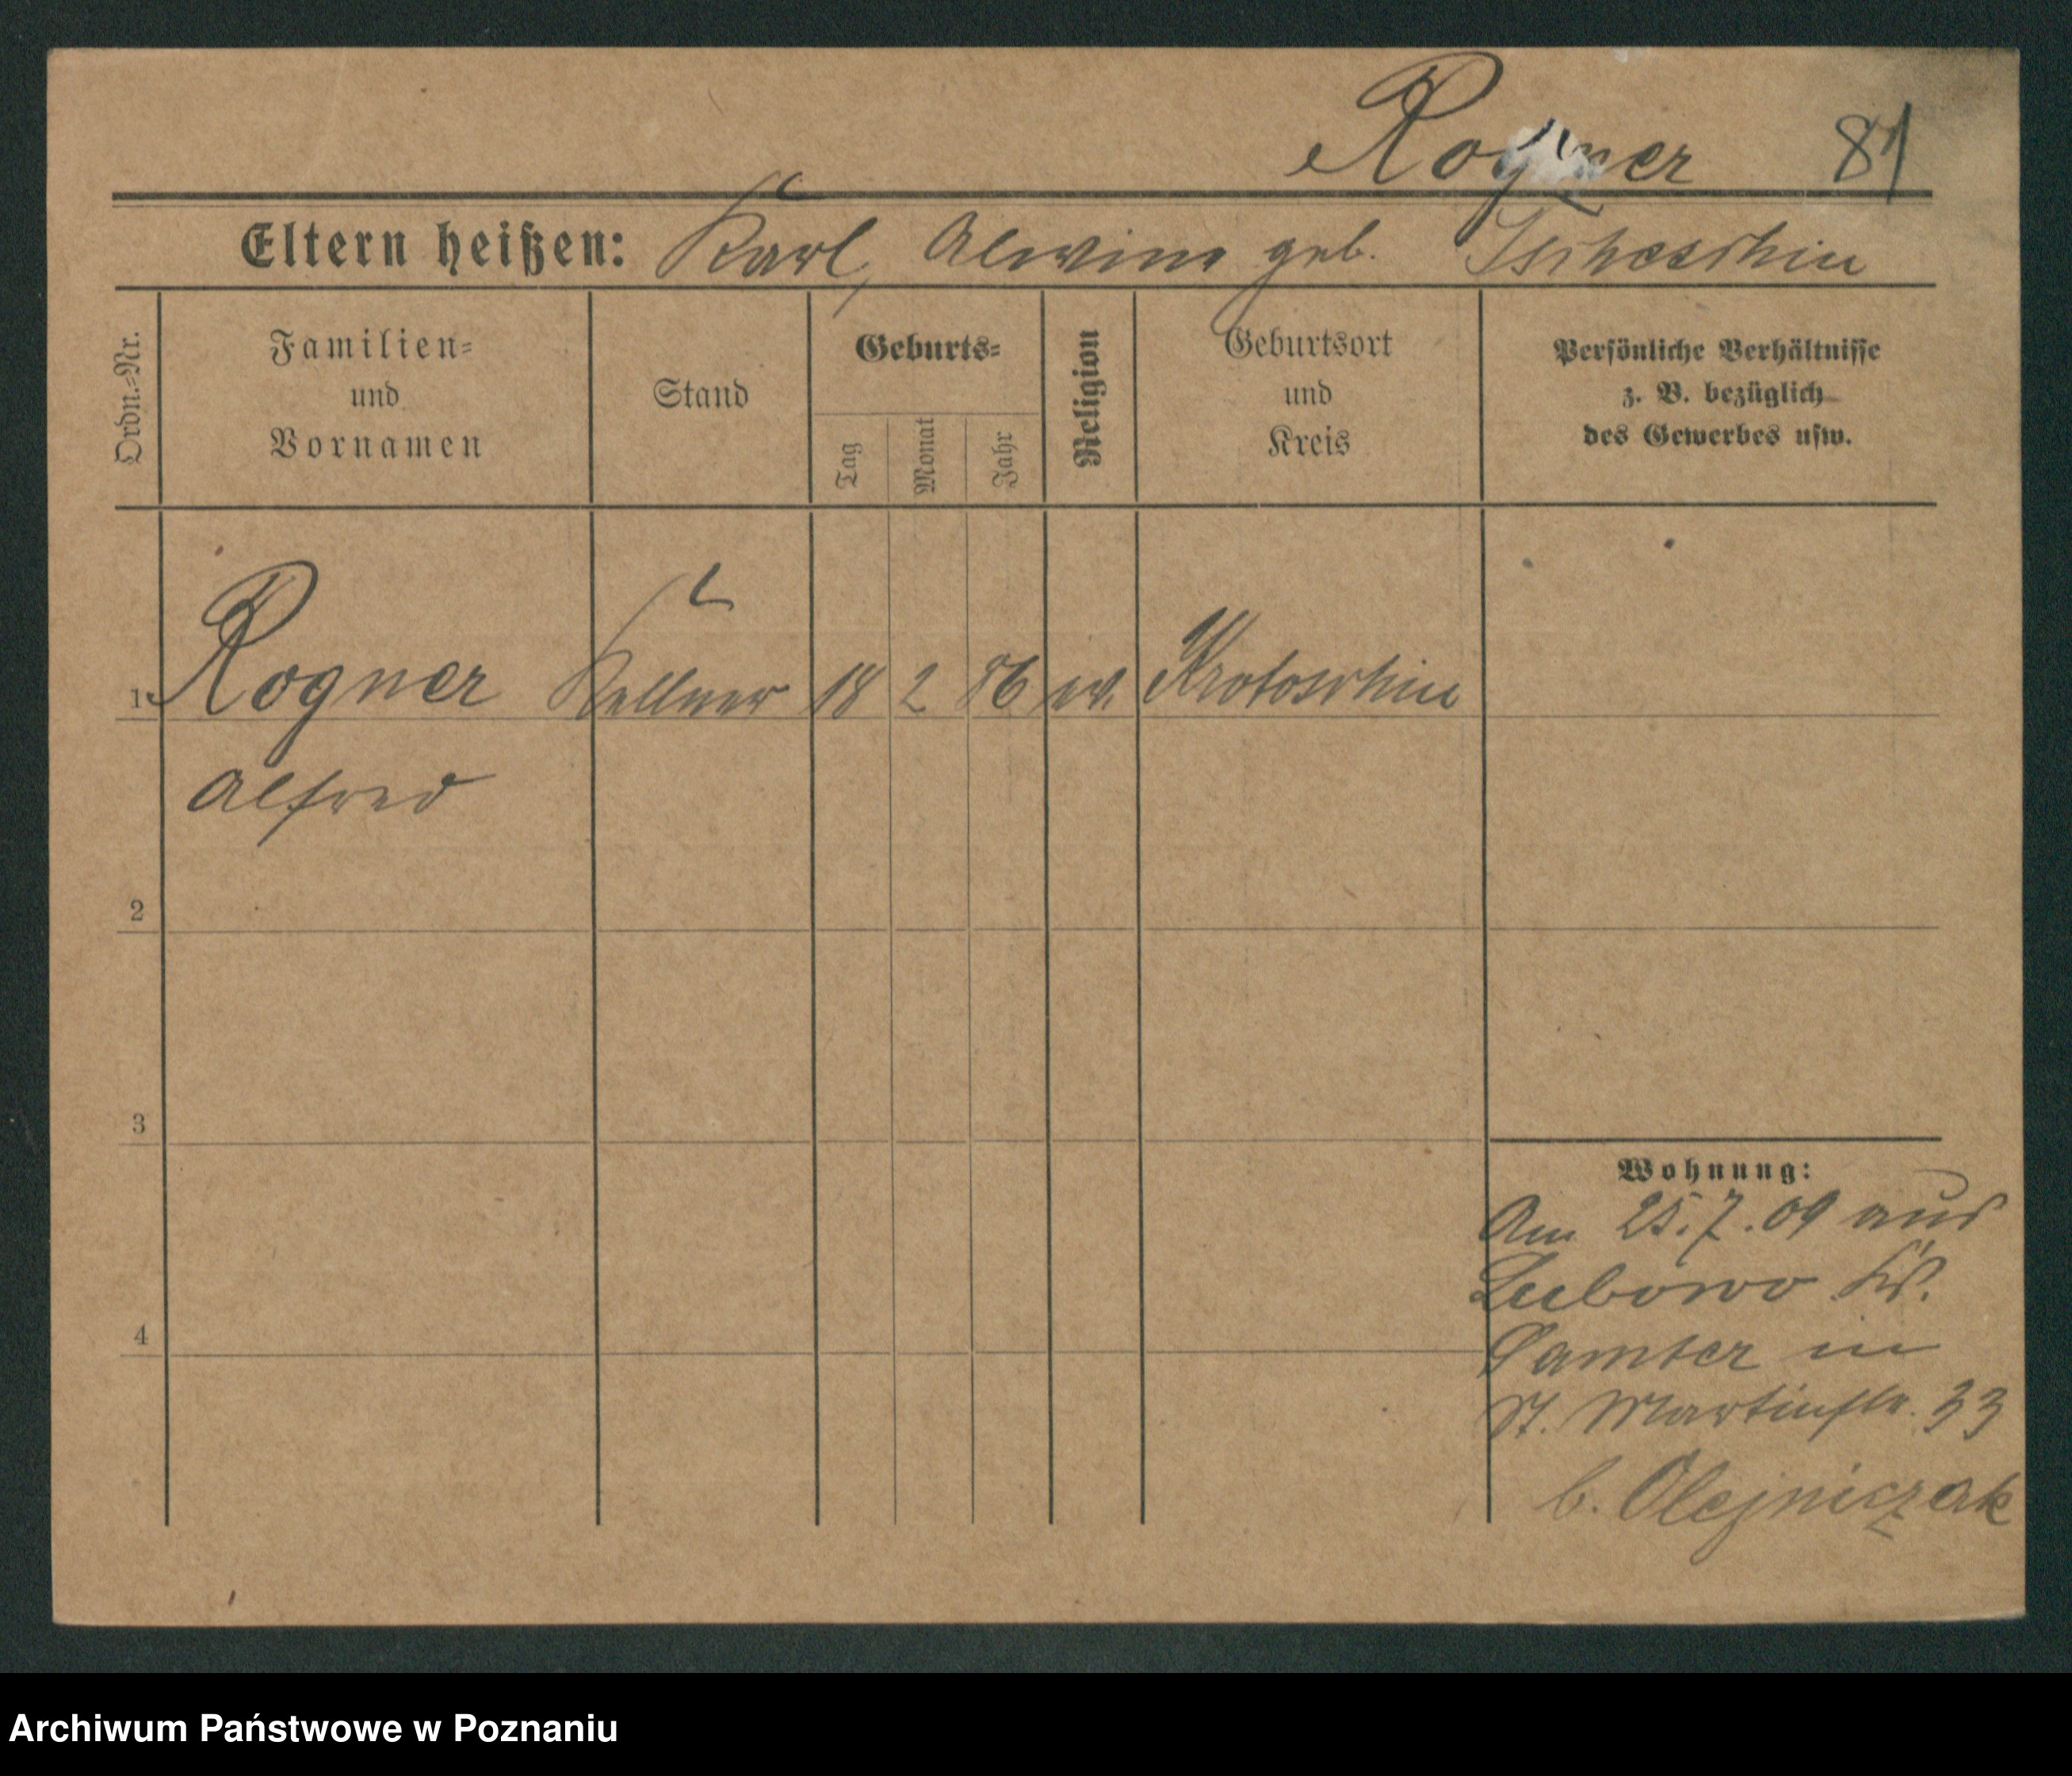 Rogner 81
Eltern heißen: Karl, Alwine geb.
Ordn.-Nr.
Familien-
und
Vornamen
Stand
Geburts-
Tag
Monat
Jahr
Religion
Geburtsort
und
Kreis
Persönliche Verhältnisse
z. B. bezüglich
des Gewerbes usw.
1 Rogner Kellner 18 2 86 ev. Krotoschin
Alfred
2
3
4
Wohnung:
Am 25.7.09 aus
Lubowo Kr.
Samter in
St. Martinstr. 33
b. Olejniczak
Archiwum Państwowe w Poznaniu